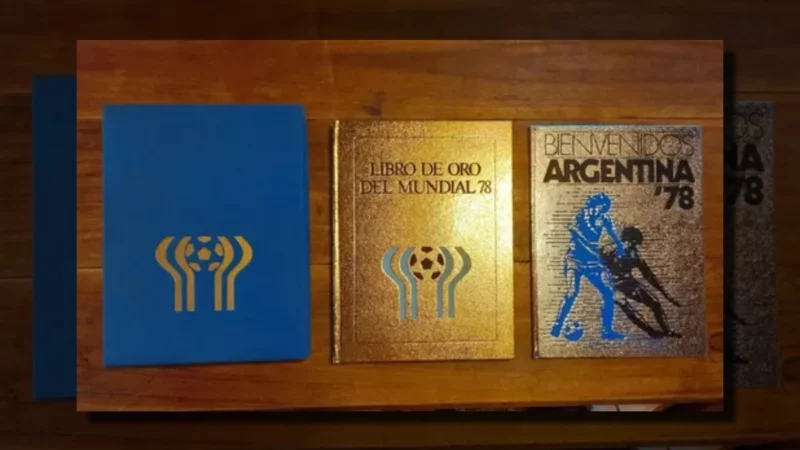 LIBRO DE ORO
DEL MUNDIAL 78
BIENVENIDOS
ARGENTINA
'78